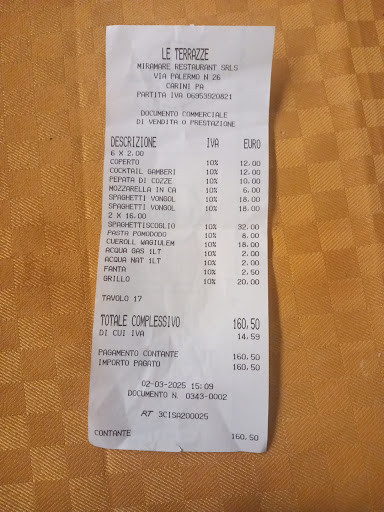 LE TERRAZZE
MIRAMARE RESTAURANT SRLS
VIA PALERMO N 26
CARINI PA
PARTITA IVA 06953920821
DOCUMENTO COMMERCIALE
DI VENDITA O PRESTAZIONE
DESCRIZIONE IVA EURO
6 X 2.00
COPERTO 10% 12.00
COCKTAIL GAMBERI 10% 12.00
PEPATA DI COZZE 10% 10.00
MOZZARELLA IN CA 10% 6.00
SPAGHETTI VONGOL 10% 18.00
SPAGHETTI VONGOL 10% 18.00
2 X 16.00
SPAGHETTISCOGLIO 10% 32.00
PASTA POMODODO 10% 8.00
CUEROLL WAGIULEM 10% 18.00
ACQUA GAS 1LT 10% 2.00
ACQUA NAT 1LT 10% 2.00
FANTA 10% 2.50
GRILLO 10% 20.00
TAVOLO 17
TOTALE COMPLESSIVO 160,50
DI CUI IVA 14.59
PAGAMENTO CONTANTE 160.50
IMPORTO PAGATO 160.50
02-03-2025 15:09
DOCUMENTO N. 0343-0002
RT 3CISA200025
CONTANTE 160.50